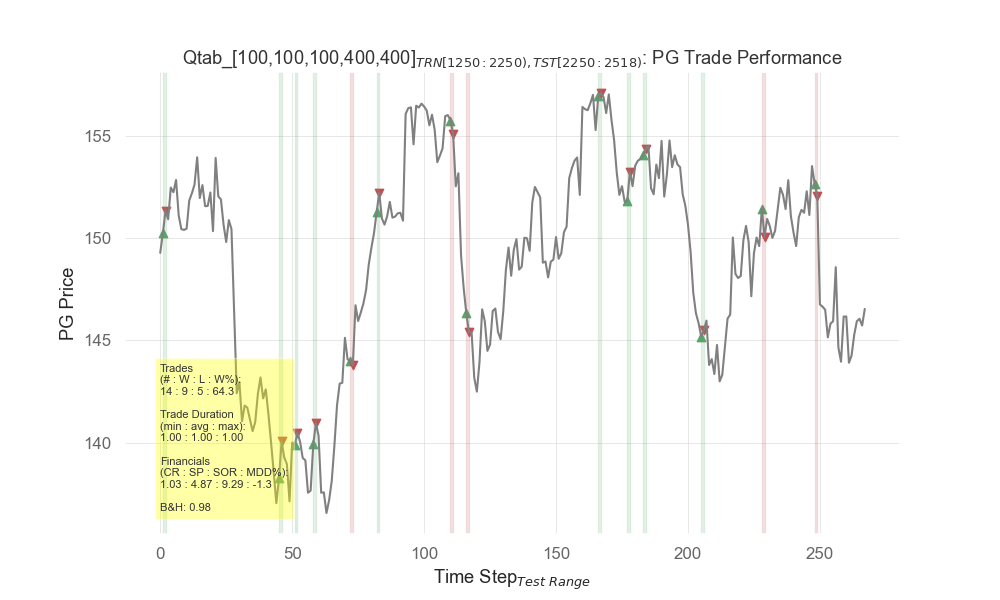 Qtab_[100,100,100,400,400]TRN[1250:2250),TST[2250:2518): PG Trade Performance
155
150
145
140
PG Price
Trades
(# : W : L : W%):
14 : 9 : 5 : 64.3
Trade Duration
(min : avg : max):
1.00 : 1.00 : 1.00
Financials
(CR : SP : SOR : MDD%):
1.03 : 4.87 : 9.29 : -1.3
B&H: 0.98
0 50 100 150 200 250
Time StepTest Range